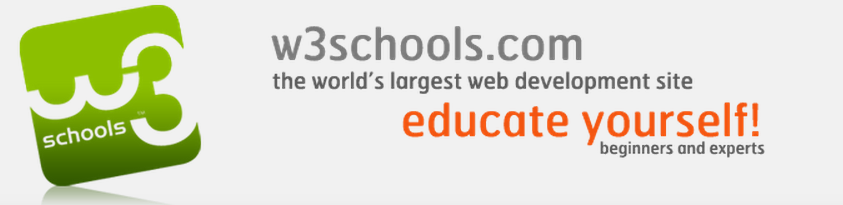 w3
schools
w3schools.com
the world's largest web development site
educate yourself!
beginners and experts